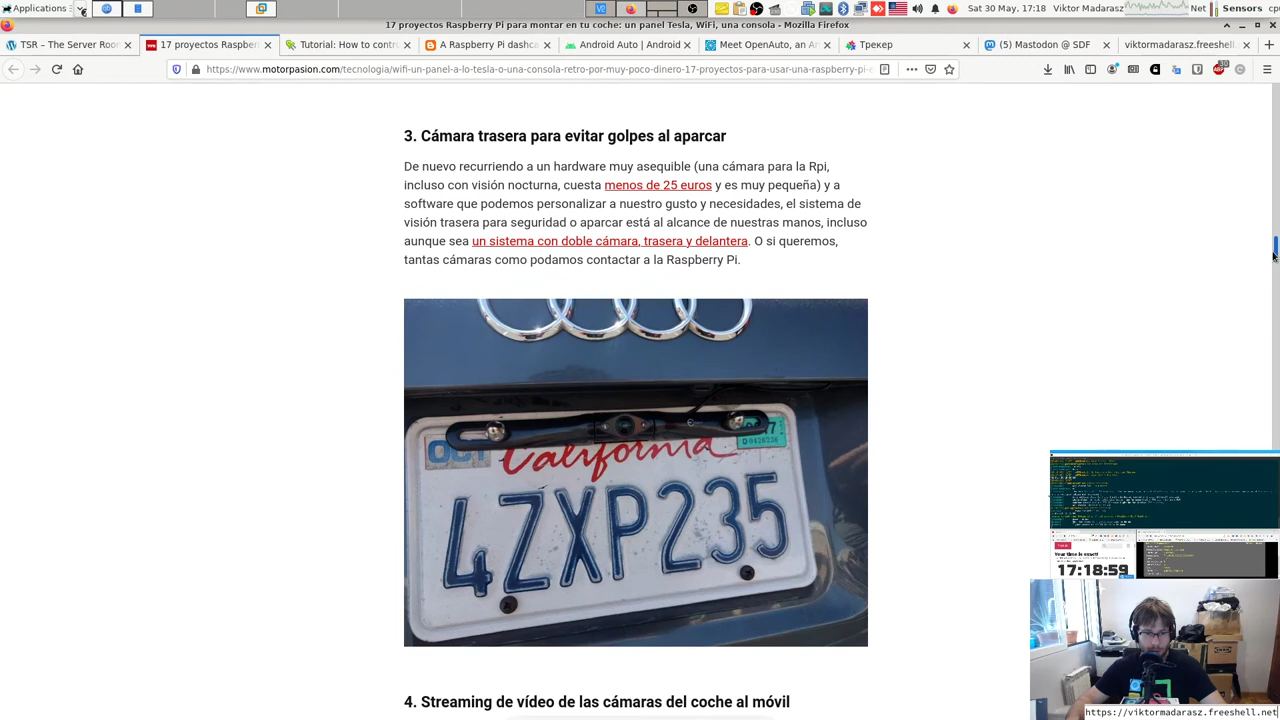 Applications
Sat 30 May, 17:18
Viktor Madarasz
Net
Sensors
17 proyectos Raspberry Pi para montar en tu coche: un panel Tesla, WiFi, una consola - Mozilla Firefox
TSR – The Server Roo
17 proyectos Raspber
Tutorial: How to contr
A Raspberry Pi dashca
Android Auto | Android
Meet OpenAuto, an A
Трекер
(5) Mastodon @ SDF
viktormadarasz.freeshell.
https://www.motorpasion.com/tecnologia/wifi-un-panel-a-lo-tesla-o-una-consola-retro-por-muy-poco-dinero-17-proyectos-para-usar-una-raspberry-pi-e
3. Cámara trasera para evitar golpes al aparcar
De nuevo recurriendo a un hardware muy asequible (una cámara para la Rpi,
incluso con visión nocturna, cuesta menos de 25 euros y es muy pequeña) y a
software que podemos personalizar a nuestro gusto y necesidades, el sistema de
visión trasera para seguridad o aparcar está al alcance de nuestras manos, incluso
aunque sea un sistema con doble cámara, trasera y delantera. O si queremos,
tantas cámaras como podamos contactar a la Raspberry Pi.
California
4ZXP135
Your time is exact!
17:18:59
4. Streaming de vídeo de las cámaras del coche al móvil
https://viktormadarasz.freeshell.net